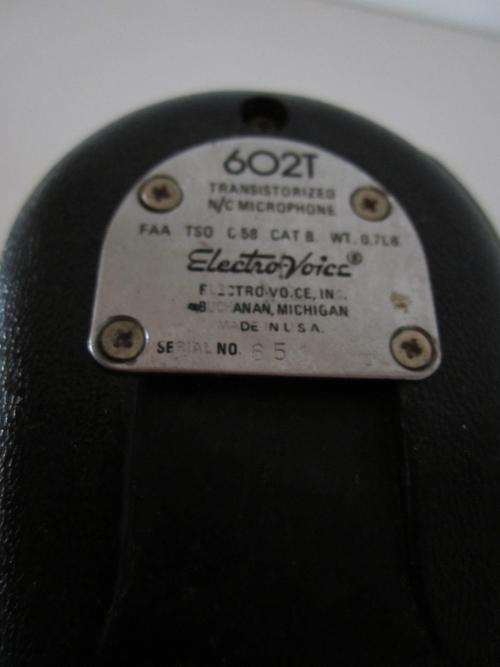 602T
TRANSISTORIZED
N/C MICROPHONE
FAA TSO C58 CAT B. WT. 0.7LB.
Electro-Voice®
ELECTRO-VOICE, INC.
BUCHANAN, MICHIGAN
MADE IN U.S.A.
SERIAL NO. 65